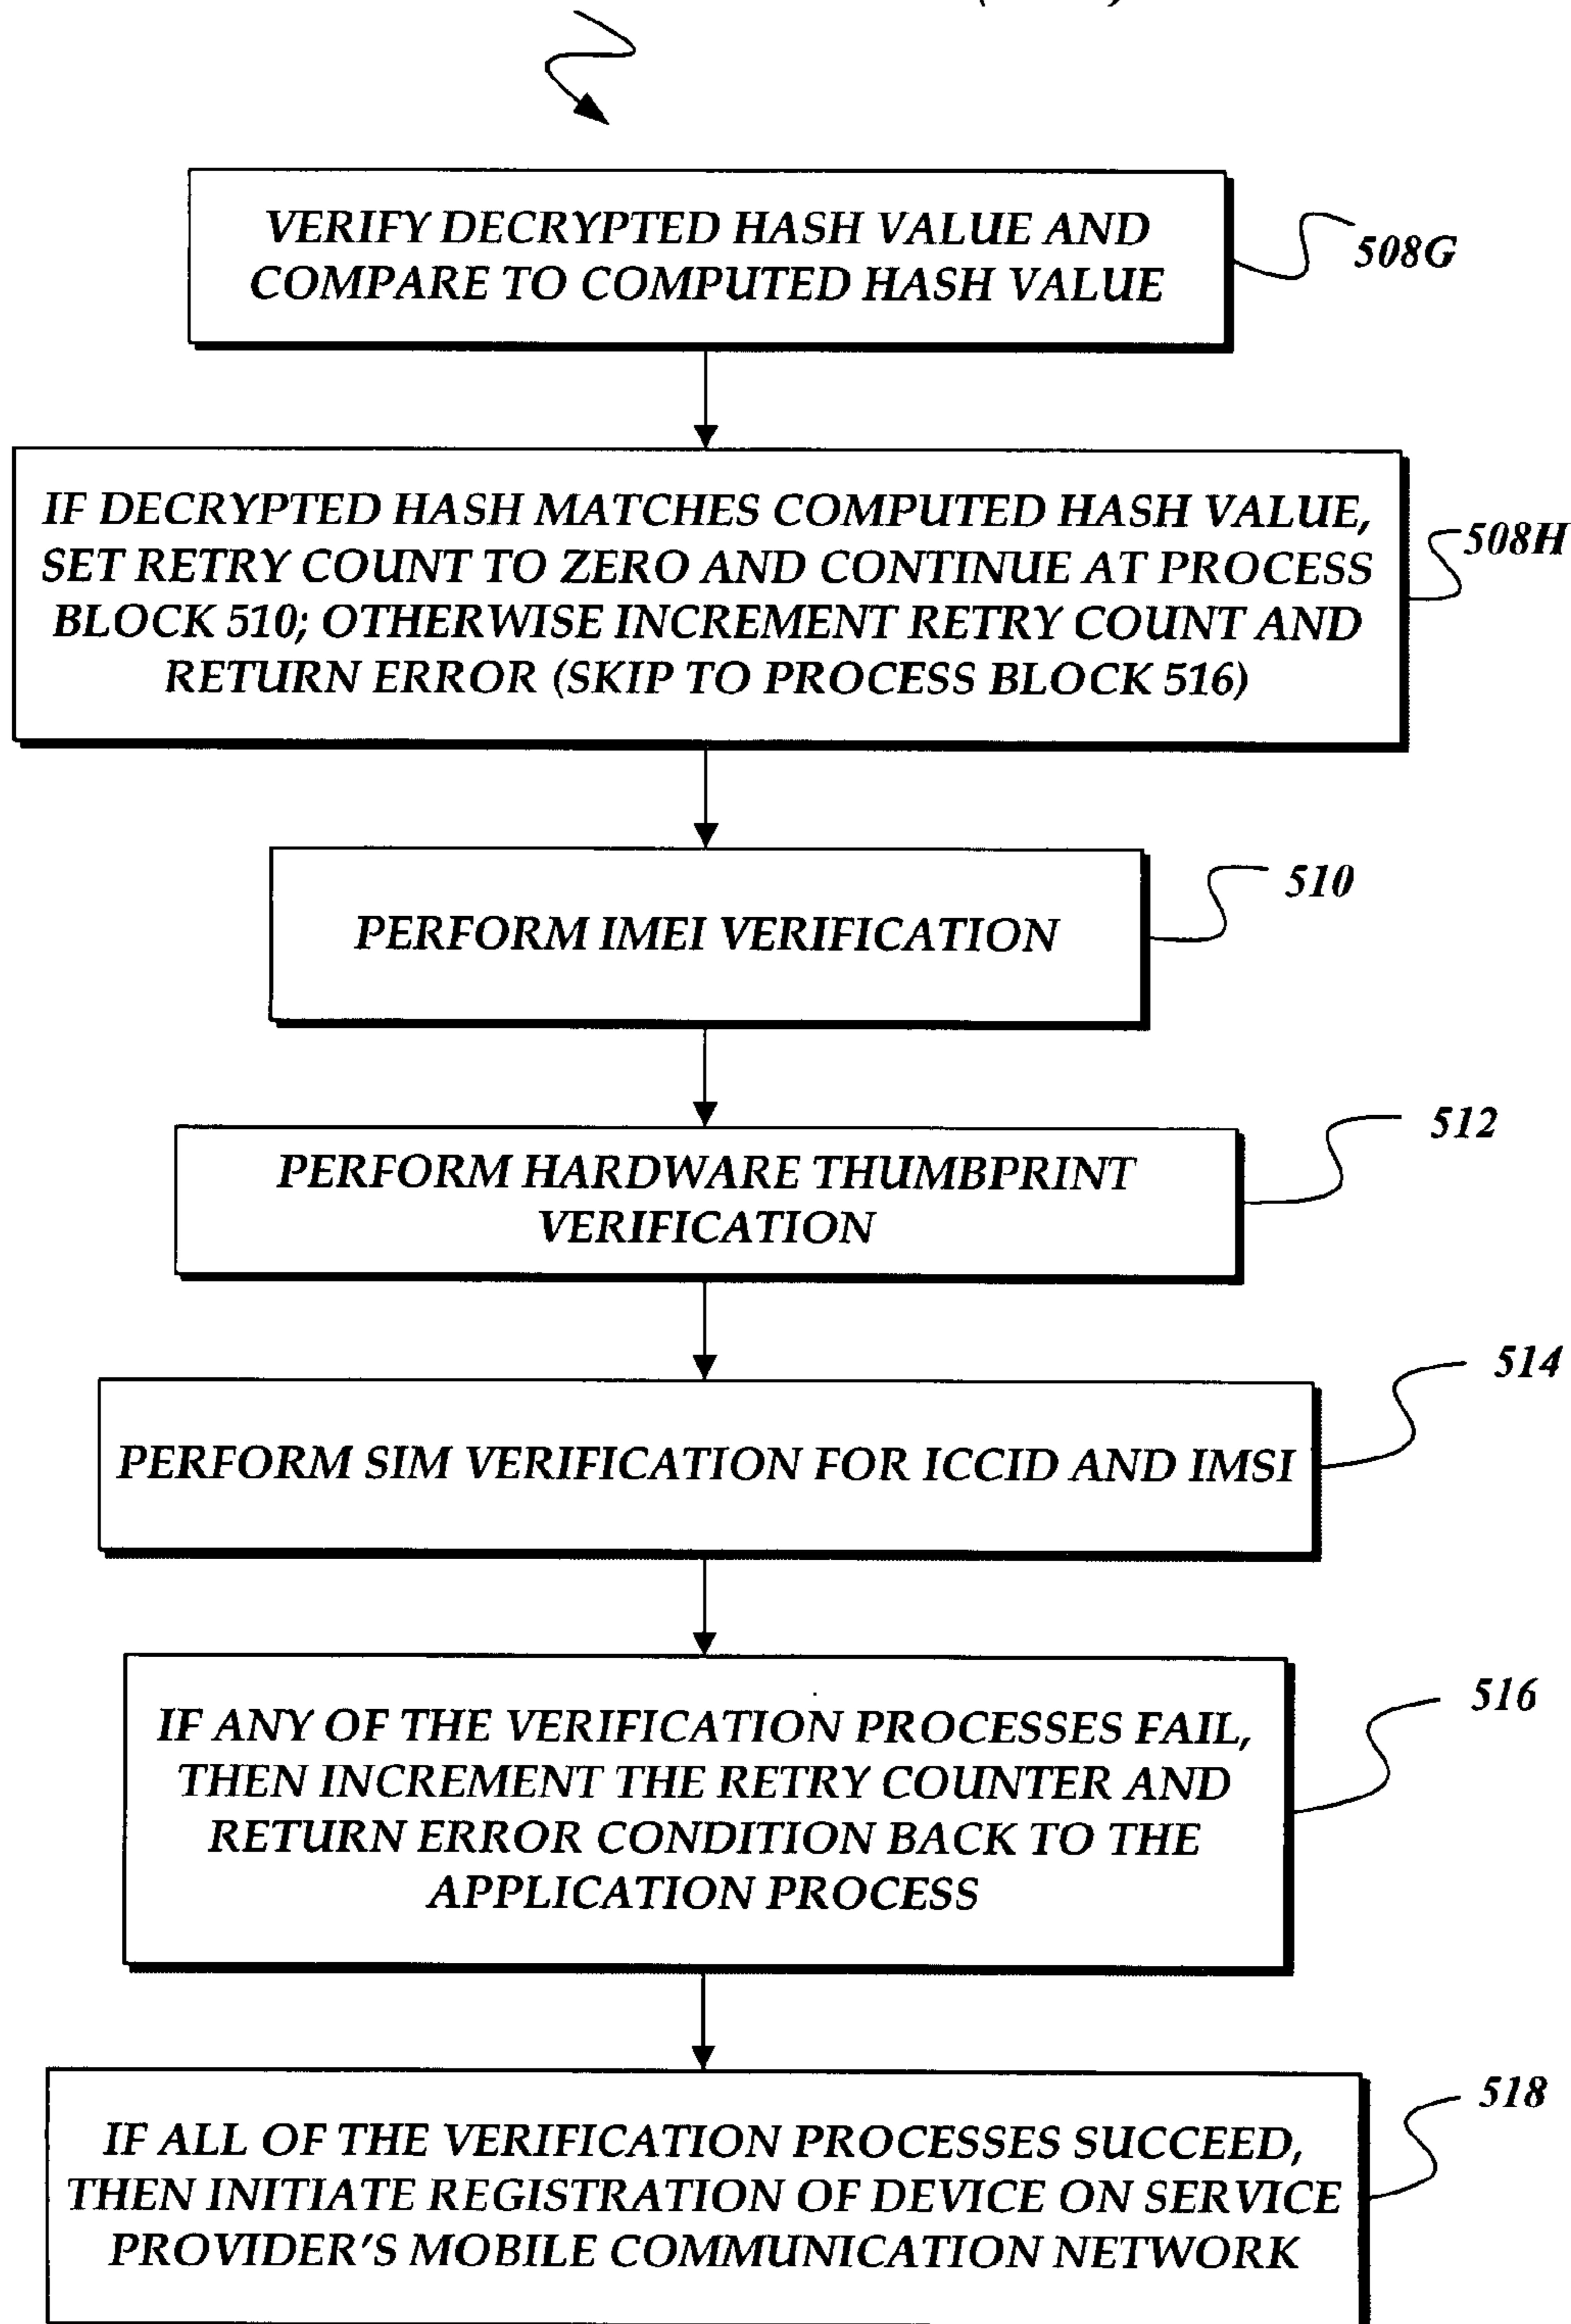 VERIFY DECRYPTED HASH VALUE AND
COMPARE TO COMPUTED HASH VALUE
508G
IF DECRYPTED HASH MATCHES COMPUTED HASH VALUE,
SET RETRY COUNT TO ZERO AND CONTINUE AT PROCESS
BLOCK 510; OTHERWISE INCREMENT RETRY COUNT AND
RETURN ERROR (SKIP TO PROCESS BLOCK 516)
508H
PERFORM IMEI VERIFICATION
510
PERFORM HARDWARE THUMBPRINT
VERIFICATION
512
PERFORM SIM VERIFICATION FOR ICCID AND IMSI
514
IF ANY OF THE VERIFICATION PROCESSES FAIL,
THEN INCREMENT THE RETRY COUNTER AND
RETURN ERROR CONDITION BACK TO THE
APPLICATION PROCESS
516
IF ALL OF THE VERIFICATION PROCESSES SUCCEED,
THEN INITIATE REGISTRATION OF DEVICE ON SERVICE
PROVIDER'S MOBILE COMMUNICATION NETWORK
518